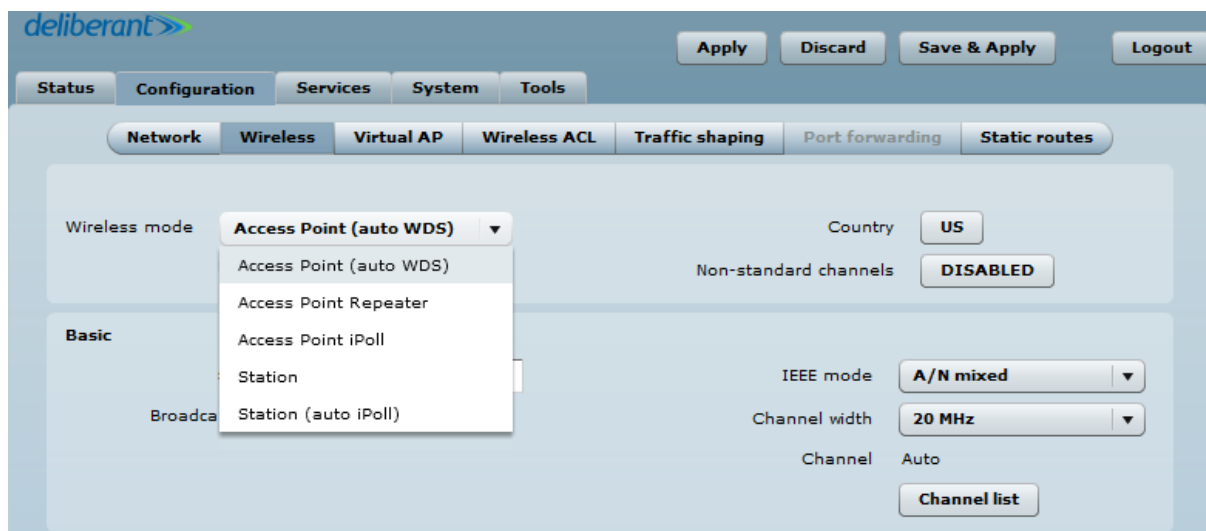 deliberant
Apply Discard Save & Apply Logout
Status Configuration Services System Tools
Network Wireless Virtual AP Wireless ACL Traffic shaping Port forwarding Static routes
Wireless mode Access Point (auto WDS) Country US
Access Point (auto WDS) Non-standard channels DISABLED
Access Point Repeater
Basic
Access Point iPoll
Station IEEE mode A/N mixed
Station (auto iPoll) Channel width 20 MHz
Channel Auto
Channel list